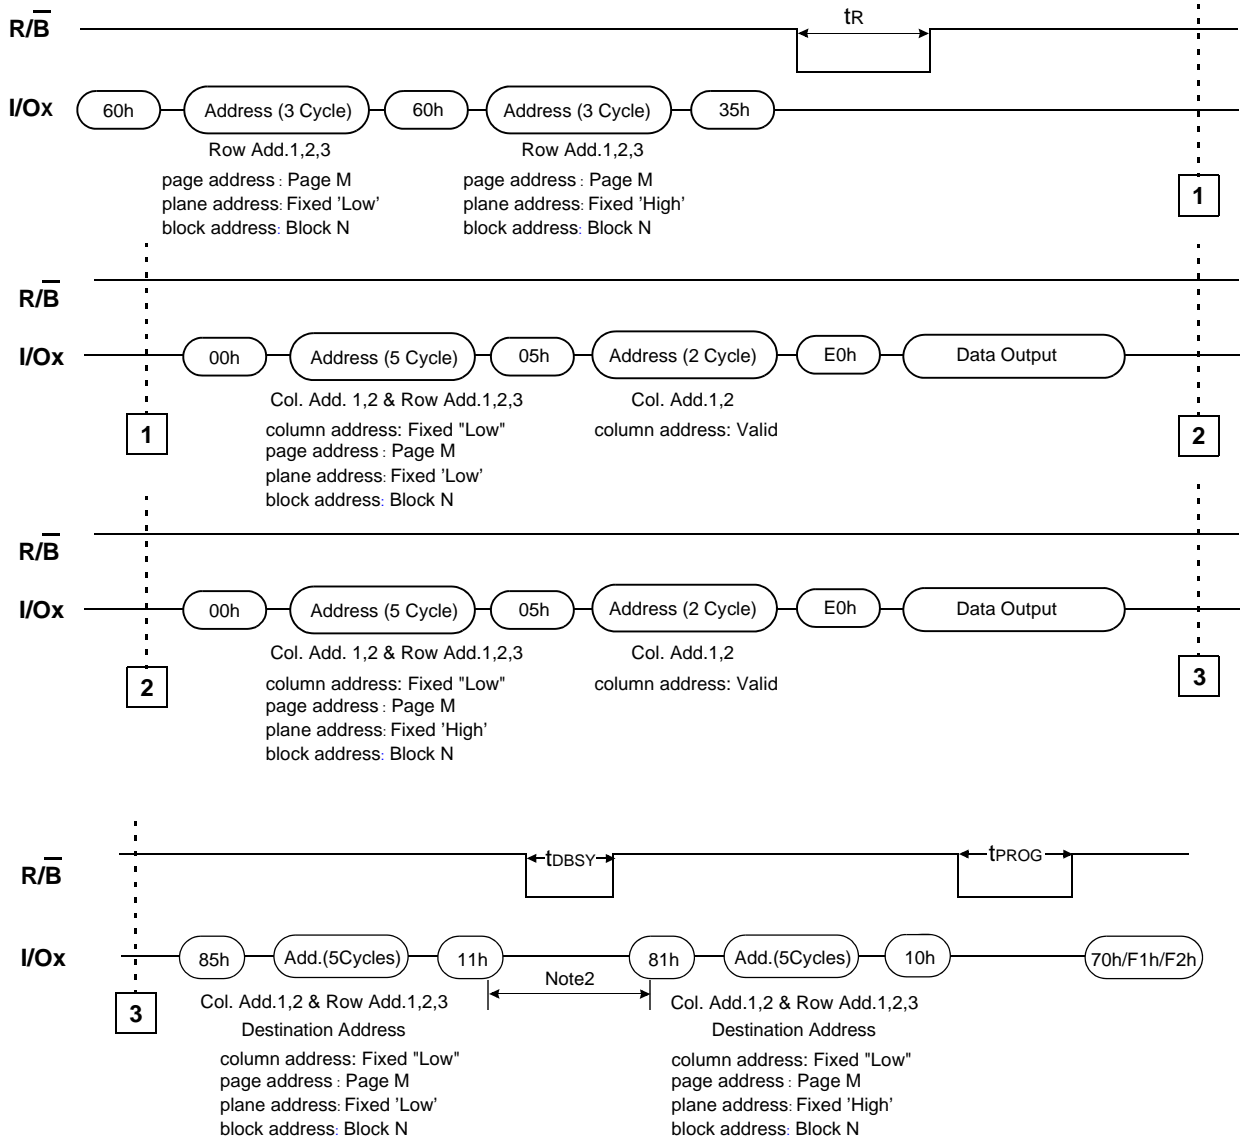 tR
R/B
I/Ox 60h Address (3 Cycle) 60h Address (3 Cycle) 35h
Row Add.1,2,3 Row Add.1,2,3
page address : Page M page address : Page M
plane address: Fixed 'Low' plane address: Fixed 'High'
block address: Block N block address: Block N
1
R/B
I/Ox 00h Address (5 Cycle) 05h Address (2 Cycle) E0h Data Output
Col. Add. 1,2 & Row Add.1,2,3 Col. Add.1,2
column address: Fixed "Low" column address: Valid
1 2
page address : Page M
plane address: Fixed 'Low'
block address: Block N
R/B
I/Ox 00h Address (5 Cycle) 05h Address (2 Cycle) E0h Data Output
Col. Add. 1,2 & Row Add.1,2,3 Col. Add.1,2
column address: Fixed "Low" column address: Valid
2 3
page address : Page M
plane address: Fixed 'High'
block address: Block N
tDBSY tPROG
R/B
I/Ox 85h Add.(5Cycles) 11h 81h Add.(5Cycles) 10h 70h/F1h/F2h
Note2
Col. Add.1,2 & Row Add.1,2,3 Col. Add.1,2 & Row Add.1,2,3
3
Destination Address Destination Address
column address: Fixed "Low" column address: Fixed "Low"
page address : Page M page address : Page M
plane address: Fixed 'Low' plane address: Fixed 'High'
block address: Block N block address: Block N